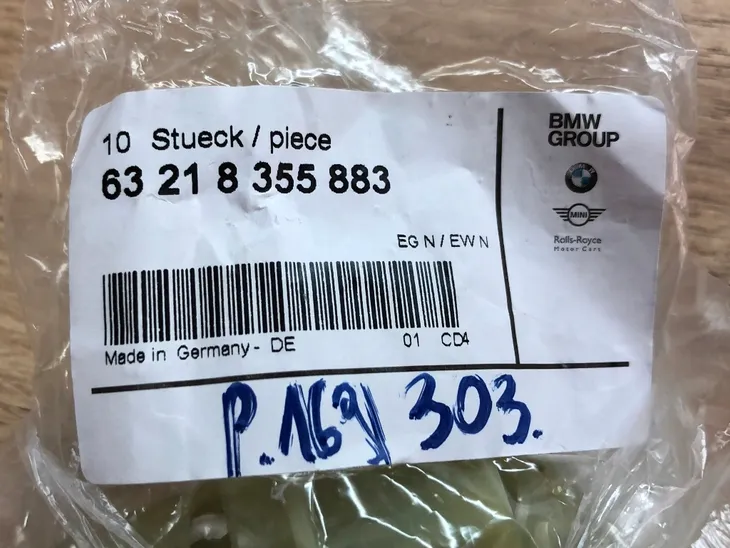 10 Stueck / piece
63 21 8 355 883
EG N / EW N
Made in Germany - DE 01 CD4
BMW
GROUP
MINI
Rolls-Royce
Motor Cars
P. 169 303.